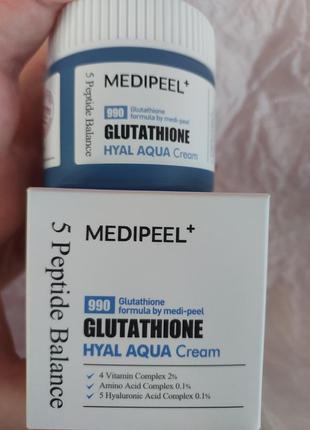 5 Peptide Balance
MEDIPEEL+
990 Glutathione
formula by medi-peel
GLUTATHIONE
HYAL AQUA Cream
5 Peptide Balance
MEDIPEEL+
990 Glutathione
formula by medi-peel
GLUTATHIONE
HYAL AQUA Cream
✓ 4 Vitamin Complex 2%
✓ Amino Acid Complex 0.1%
✓ 5 Hyaluronic Acid Complex 0.1%